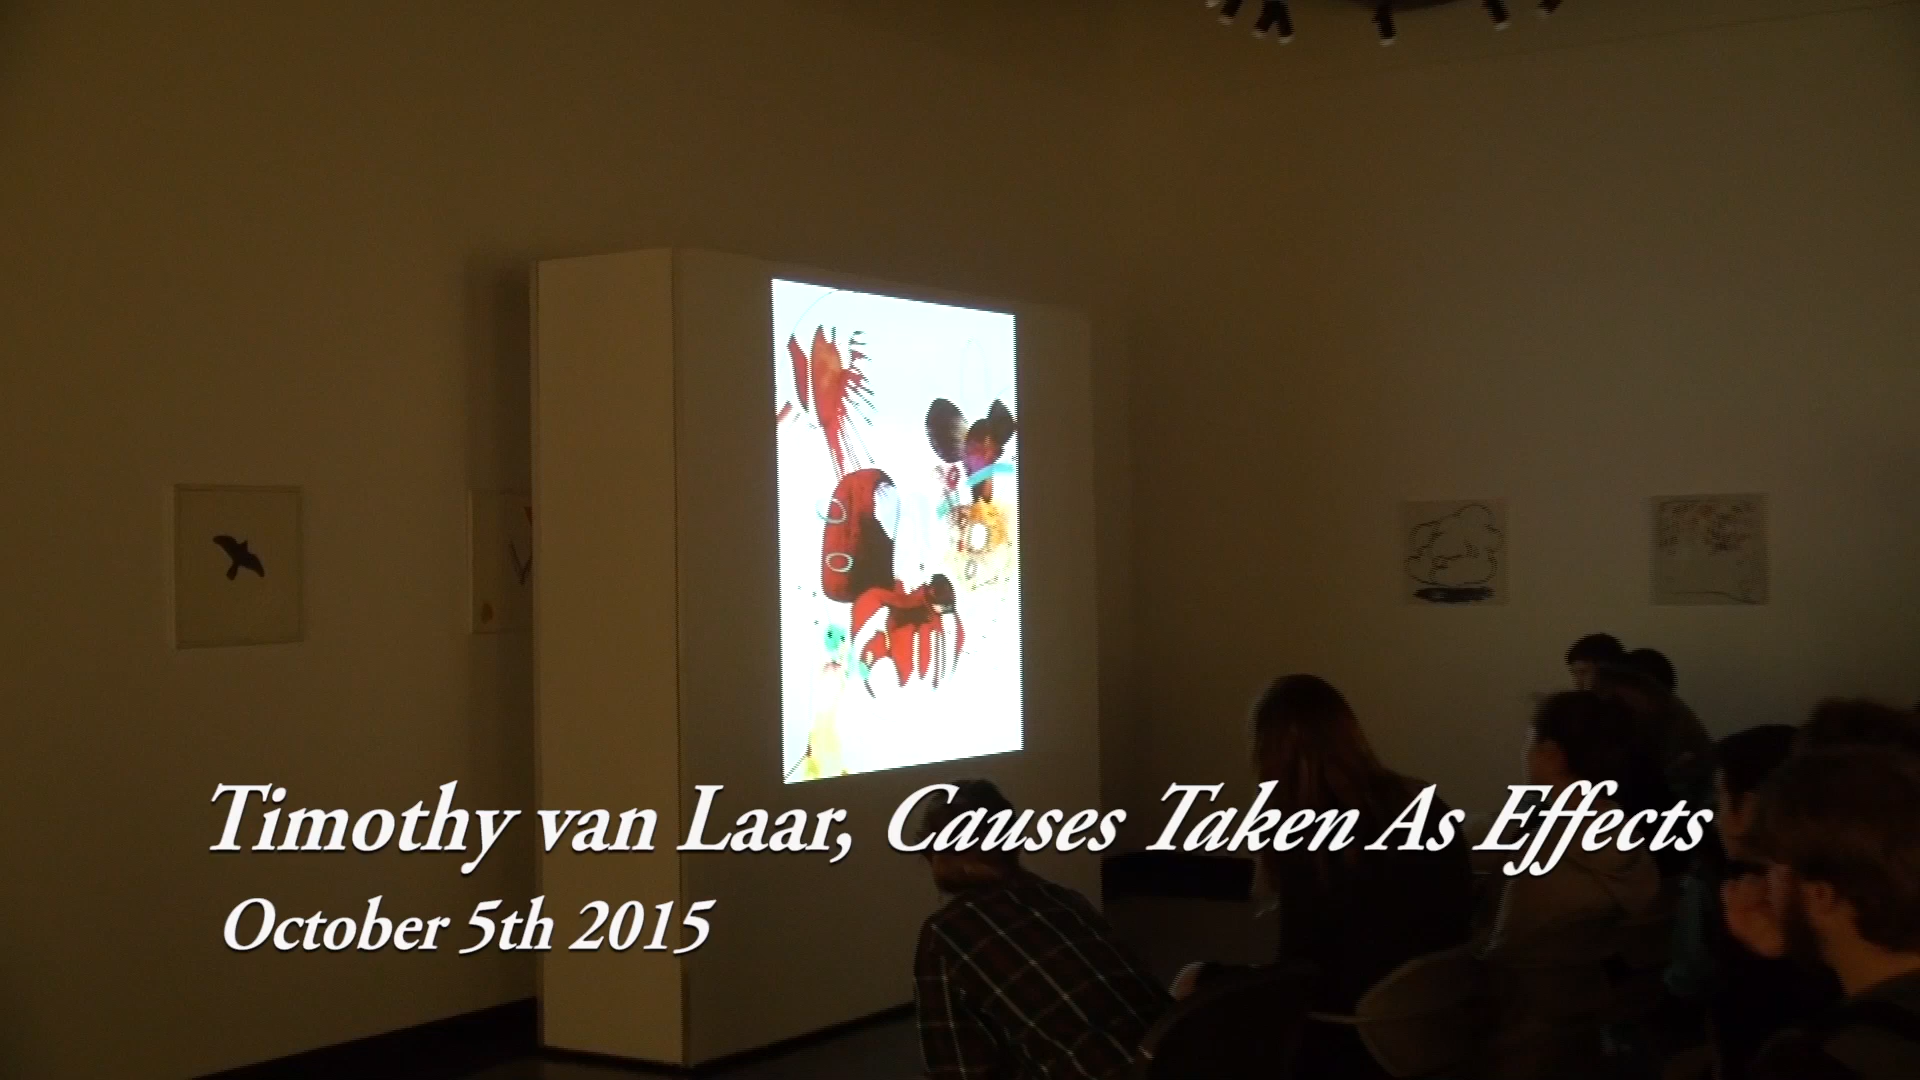 Timothy van Laar, Causes Taken As Effects
October 5th 2015